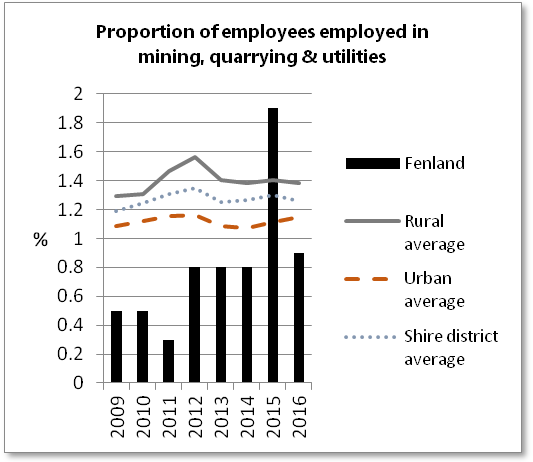 Proportion of employees employed in
mining, quarrying & utilities
2
1.8
1.6
1.4
1.2
1
0.8
0.6
0.4
0.2
0
%
2009
2010
2011
2012
2013
2014
2015
2016
Fenland
Rural
average
Urban
average
Shire district
average